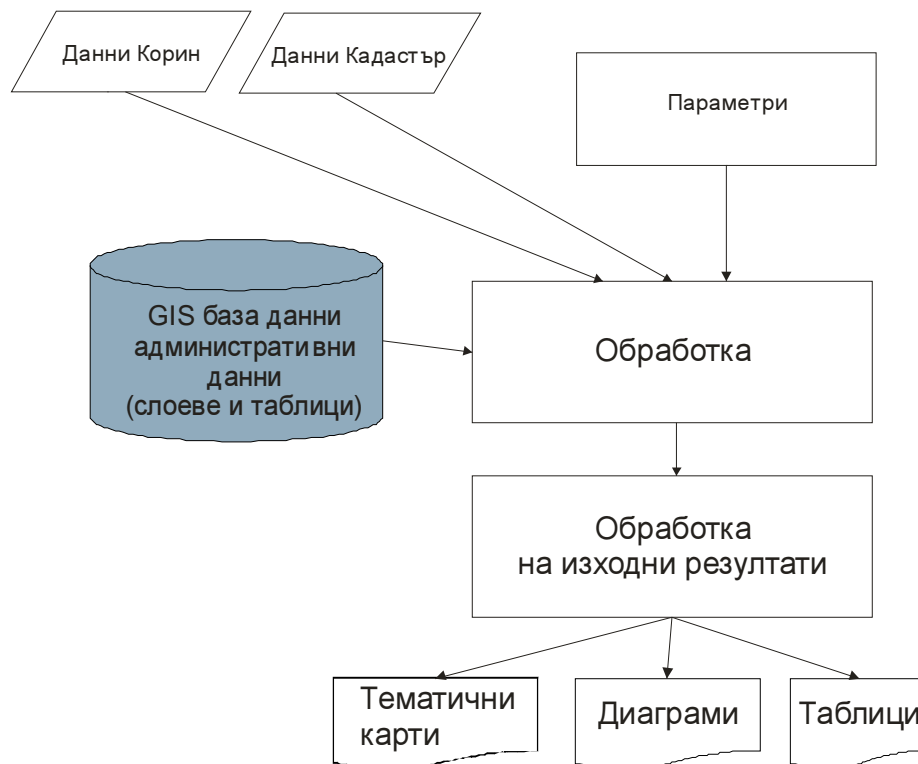 Данни Корин
Данни Кадастър
Параметри
GIS база данни
административни
данни
(слоеве и таблици)
Обработка
Обработка
на изходни резултати
Тематични
карти
Диаграми
Таблици